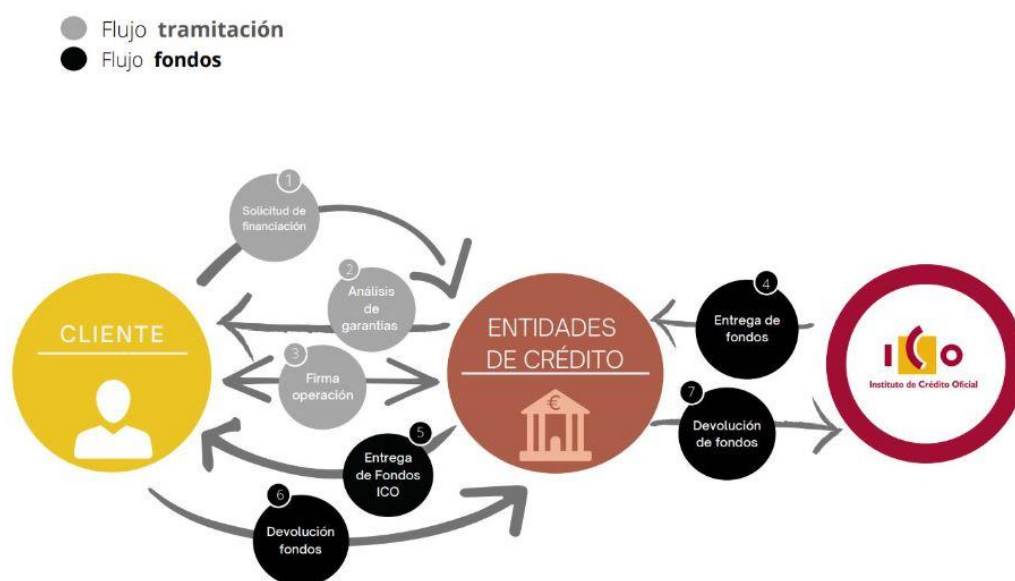 Flujo tramitación
Flujo fondos
1
Solicitud de
financiación
2
Análisis
de
garantias
3
Firma
operación
CLIENTE
ENTIDADES
DE CRÉDITO
€
4
Entrega de
fondos
ICO
Instituto de Crédito Oficial
5
Entrega
de Fondos
ICO
6
Devolución
fondos
7
Devolución
de fondos